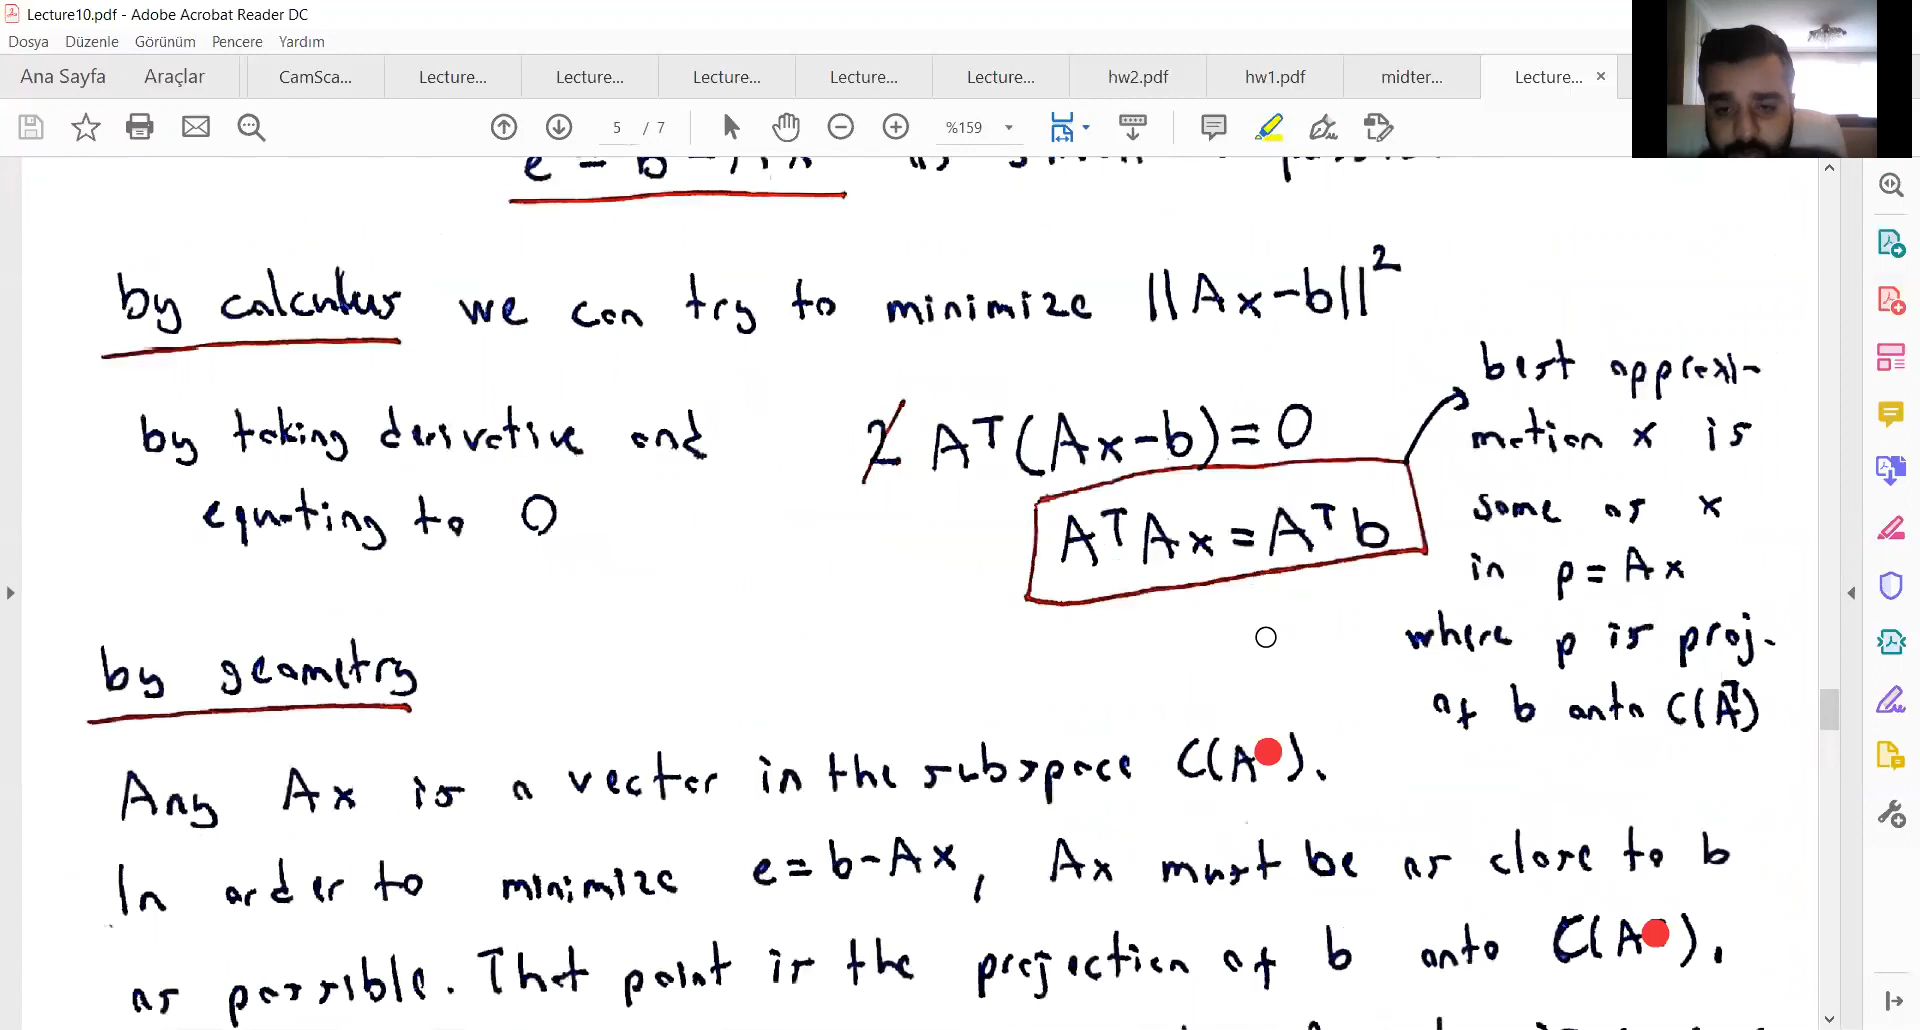 Lecture10.pdf - Adobe Acrobat Reader DC
Dosya Düzenle Görünüm Pencere Yardım
Ana Sayfa Araçlar CamSca... Lecture... Lecture... Lecture... Lecture... Lecture... hw2.pdf hw1.pdf midter... Lecture... ×
5 / 7 %159
e = b - Ax
by calculus we can try to minimize ||Ax-b||²
by taking derivative and 2 Aᵀ(Ax-b) = 0
equating to 0 AᵀAx = Aᵀb
best approxi-
mation x is
same as x
in p = Ax
where p is proj.
of b onto C(Aᵀ)
by geometry
Any Ax is a vector in the subspace C(A ).
In order to minimize e = b-Ax, Ax must be as close to b
as possible. That point is the projection of b onto C(A ).